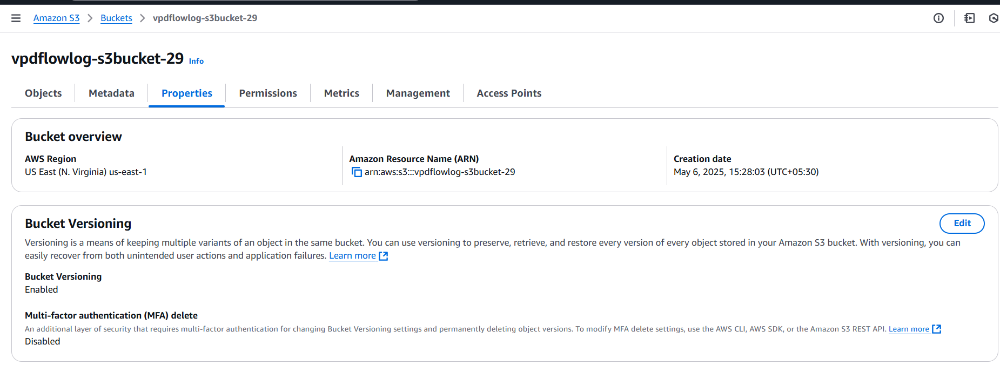 Amazon S3 > Buckets > vpdflowlog-s3bucket-29
vpdflowlog-s3bucket-29 Info
Objects Metadata Properties Permissions Metrics Management Access Points
Bucket overview
AWS Region
US East (N. Virginia) us-east-1
Amazon Resource Name (ARN)
arn:aws:s3:::vpdflowlog-s3bucket-29
Creation date
May 6, 2025, 15:28:03 (UTC+05:30)
Bucket Versioning
Edit
Versioning is a means of keeping multiple variants of an object in the same bucket. You can use versioning to preserve, retrieve, and restore every version of every object stored in your Amazon S3 bucket. With versioning, you can
easily recover from both unintended user actions and application failures. Learn more
Bucket Versioning
Enabled
Multi-factor authentication (MFA) delete
An additional layer of security that requires multi-factor authentication for changing Bucket Versioning settings and permanently deleting object versions. To modify MFA delete settings, use the AWS CLI, AWS SDK, or the Amazon S3 REST API. Learn more
Disabled